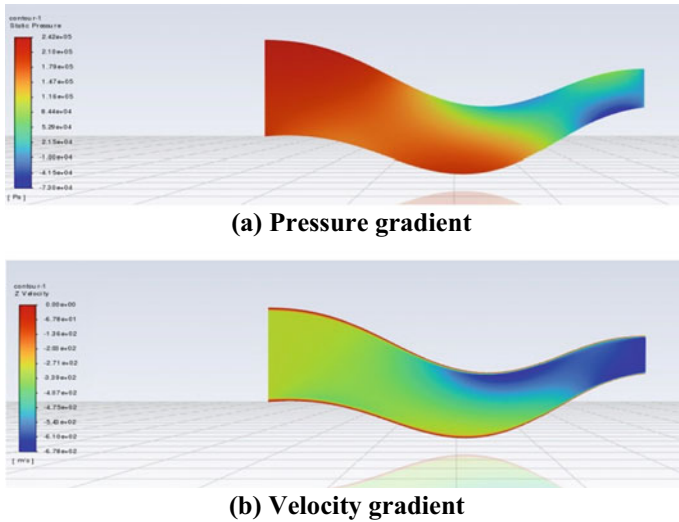 contour-1
Static Pressure
2.42e+05
2.10e+05
1.79e+05
1.47e+05
1.16e+05
8.44e+04
5.29e+04
2.15e+04
-1.00e+04
-4.15e+04
-7.30e+04
[ Pa ]
(a) Pressure gradient
contour-1
Z Velocity
0.00e+00
-6.78e+01
-1.36e+02
-2.03e+02
-2.71e+02
-3.39e+02
-4.07e+02
-4.75e+02
-5.43e+02
-6.10e+02
-6.78e+02
[ m/s ]
(b) Velocity gradient